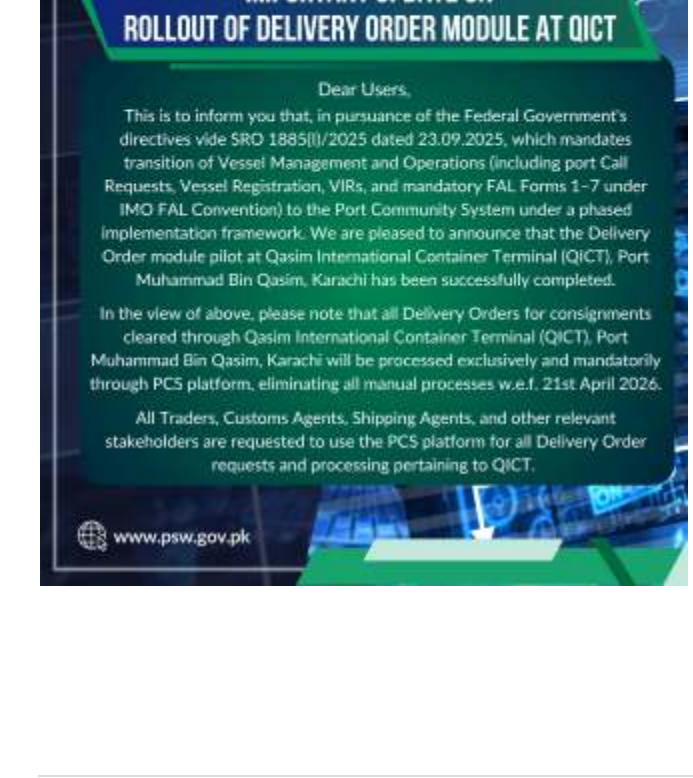 ROLLOUT OF DELIVERY ORDER MODULE AT QICT
Dear Users,
This is to inform you that, in pursuance of the Federal Government's
directives vide SRO 1885(I)/2025 dated 23.09.2025, which mandates
transition of Vessel Management and Operations (including port Call
Requests, Vessel Registration, VIRs, and mandatory FAL Forms 1–7 under
IMO FAL Convention) to the Port Community System under a phased
implementation framework. We are pleased to announce that the Delivery
Order module pilot at Qasim International Container Terminal (QICT), Port
Muhammad Bin Qasim, Karachi has been successfully completed.
In the view of above, please note that all Delivery Orders for consignments
cleared through Qasim International Container Terminal (QICT), Port
Muhammad Bin Qasim, Karachi will be processed exclusively and mandatorily
through PCS platform, eliminating all manual processes w.e.f. 21st April 2026.
All Traders, Customs Agents, Shipping Agents, and other relevant
stakeholders are requested to use the PCS platform for all Delivery Order
requests and processing pertaining to QICT.
www.psw.gov.pk